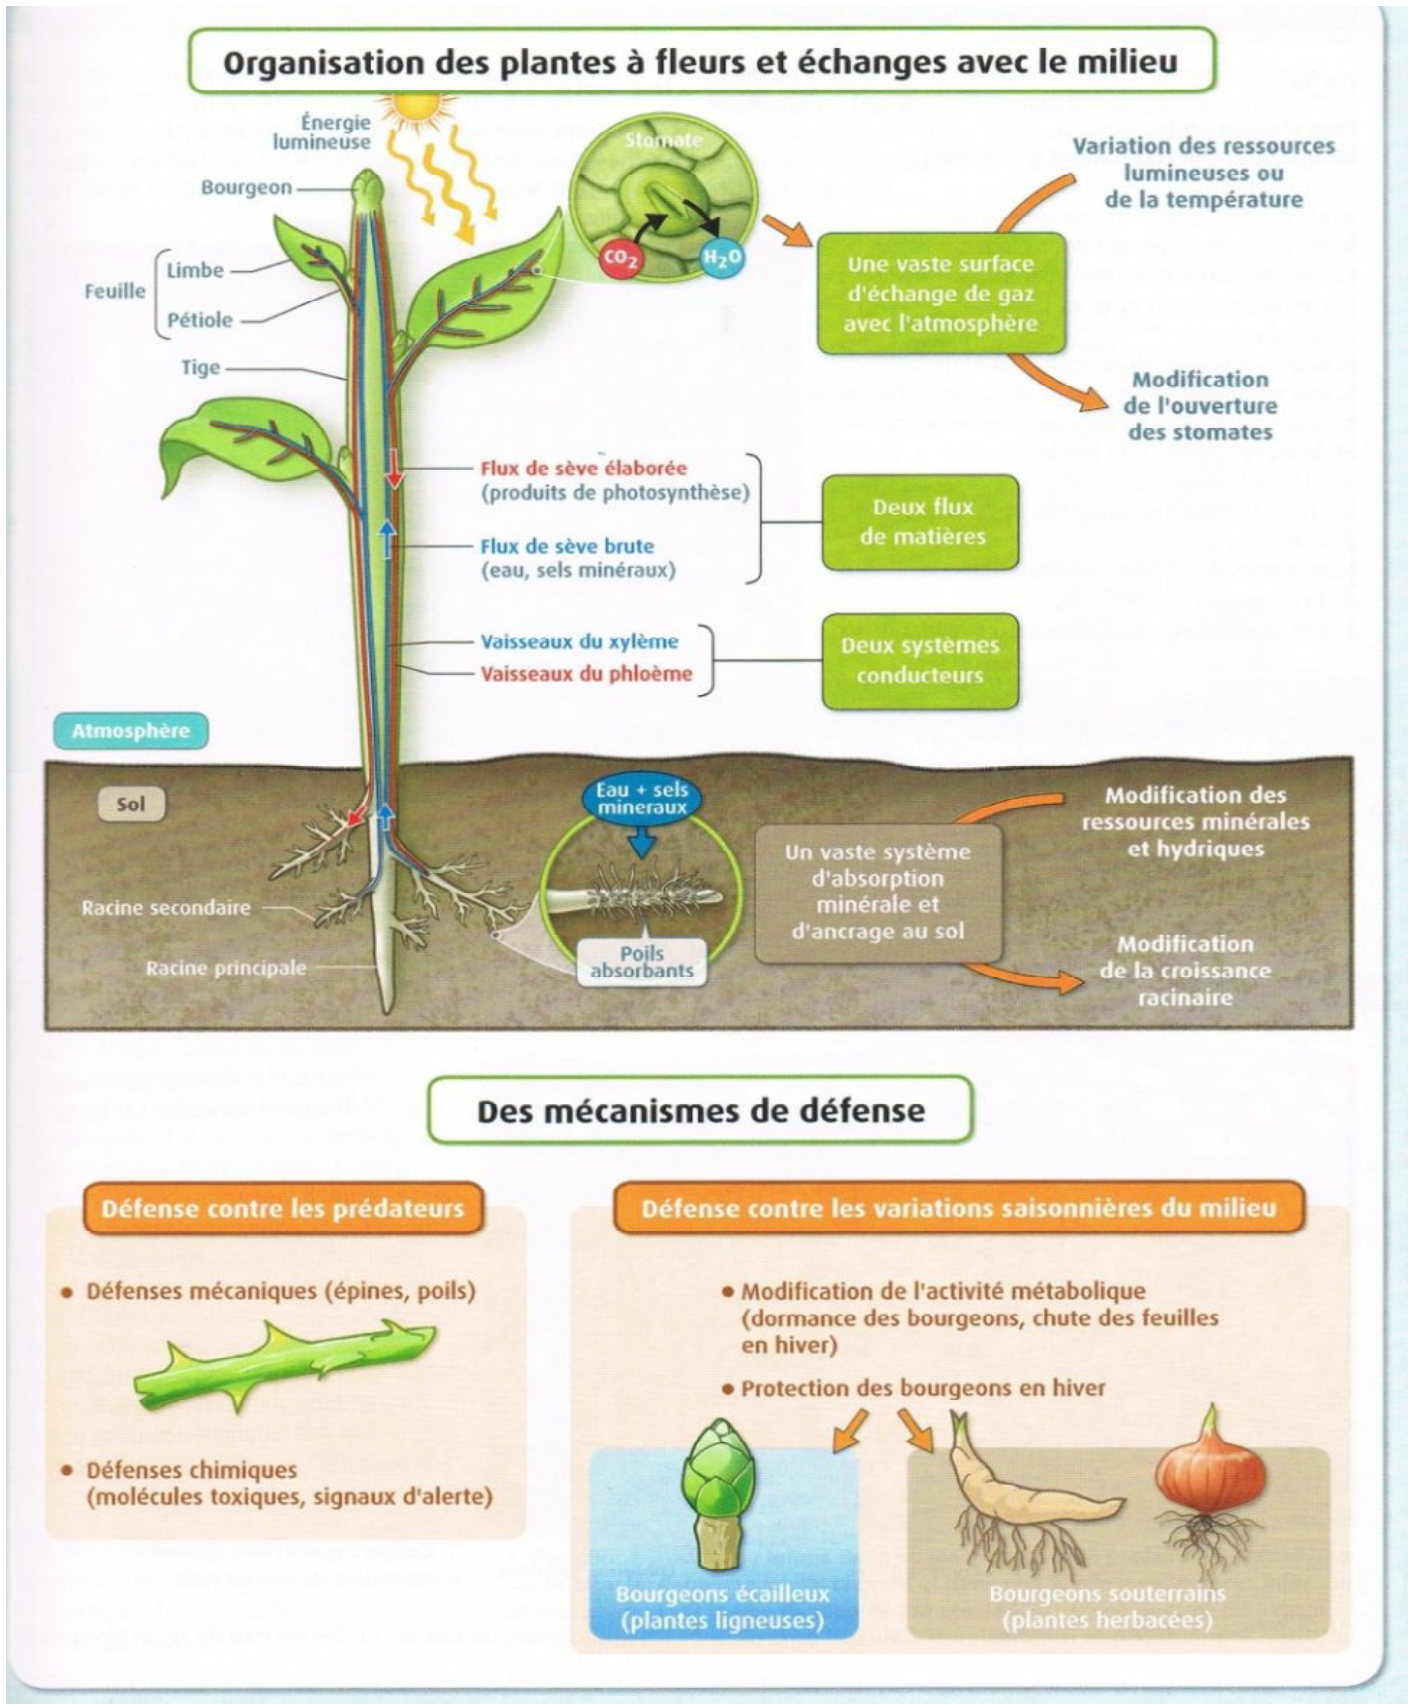 Organisation des plantes à fleurs et échanges avec le milieu
Énergie
lumineuse
Bourgeon
Feuille
Limbe
Pétiole
Tige
Stomate
CO2
H2O
Une vaste surface
d'échange de gaz
avec l'atmosphère
Variation des ressources
lumineuses ou
de la température
Modification
de l'ouverture
des stomates
Flux de sève élaborée
(produits de photosynthèse)
Flux de sève brute
(eau, sels minéraux)
Deux flux
de matières
Vaisseaux du xylème
Vaisseaux du phloème
Deux systèmes
conducteurs
Atmosphère
Sol
Racine secondaire
Racine principale
Eau + sels
mineraux
Poils
absorbants
Un vaste système
d'absorption
minérale et
d'ancrage au sol
Modification des
ressources minérales
et hydriques
Modification
de la croissance
racinaire
Des mécanismes de défense
Défense contre les prédateurs
• Défenses mécaniques (épines, poils)
• Défenses chimiques
(molécules toxiques, signaux d'alerte)
Défense contre les variations saisonnières du milieu
• Modification de l'activité métabolique
(dormance des bourgeons, chute des feuilles
en hiver)
• Protection des bourgeons en hiver
Bourgeons écailleux
(plantes ligneuses)
Bourgeons souterrains
(plantes herbacées)